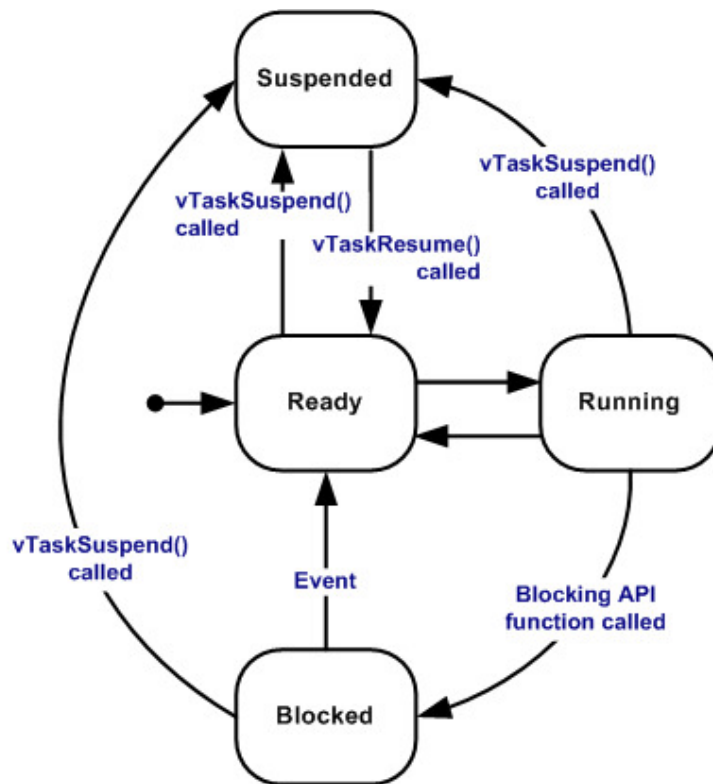 Suspended
vTaskSuspend()
called
vTaskSuspend()
called
vTaskResume()
called
Ready
Running
vTaskSuspend()
called
Event
Blocking API
function called
Blocked